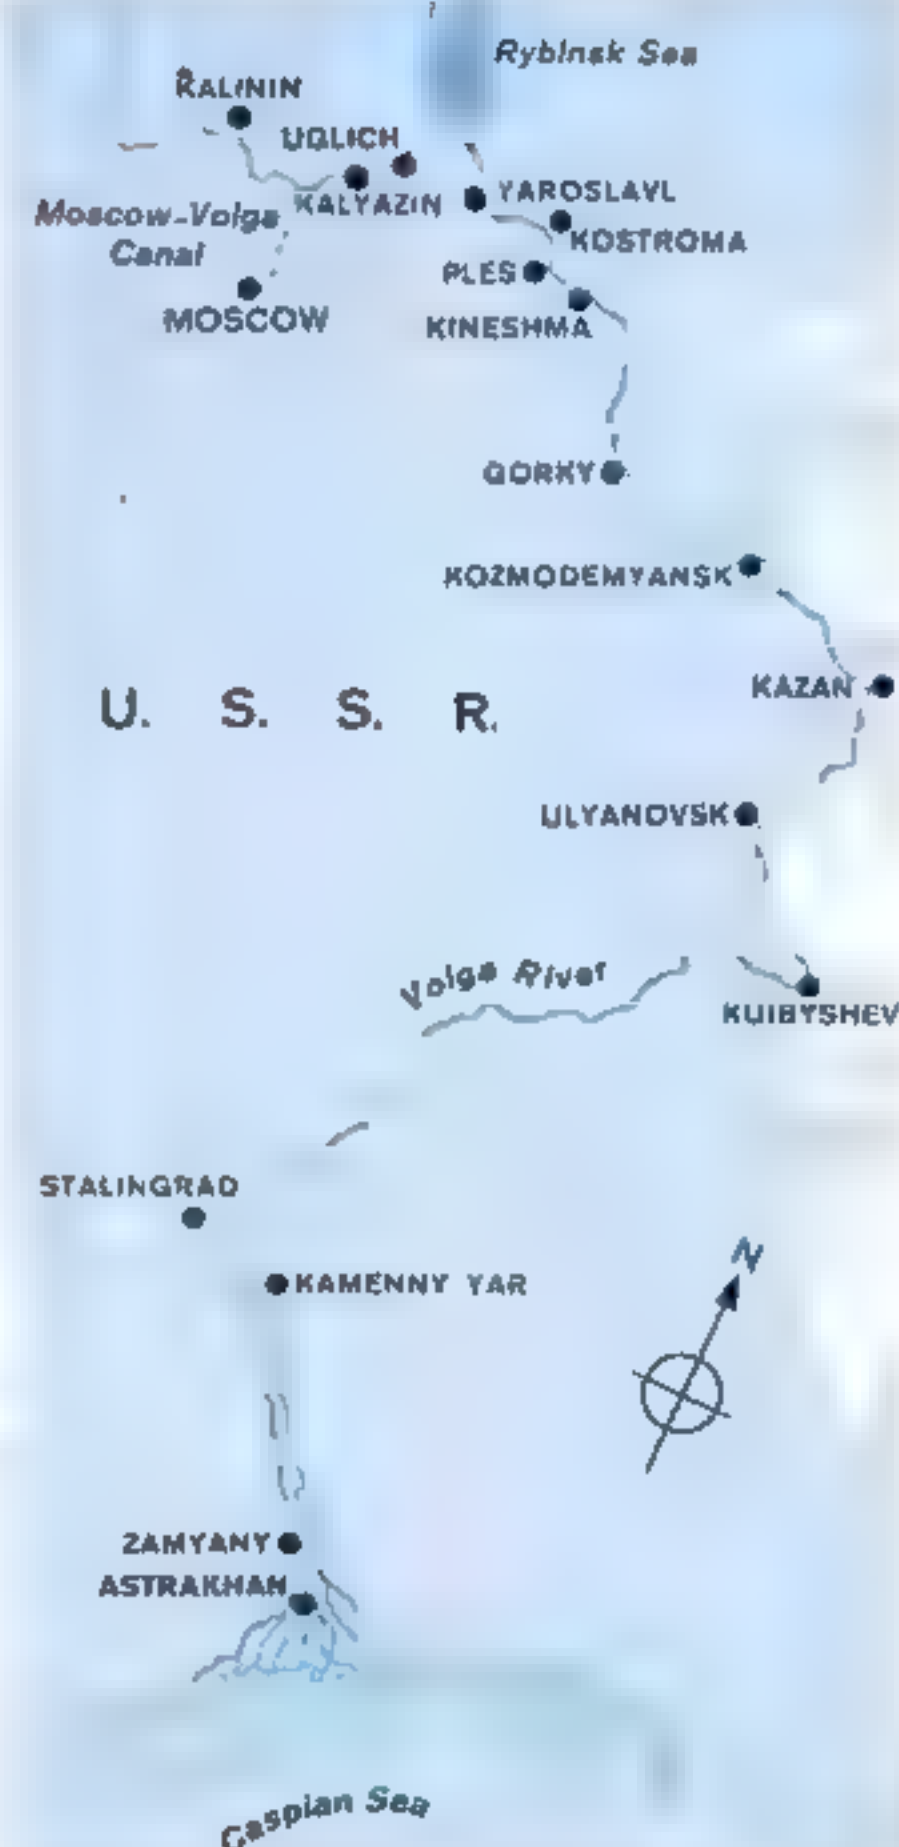 Rybinsk Sea
KALININ
UGLICH
KALYAZIN
YAROSLAVL
Moscow-Volga
Canal
KOSTROMA
PLES
MOSCOW
KINESHMA
GORKY
KOZMODEMYANSK
KAZAN
U. S. S. R.
ULYANOVSK
Volga River
KUIBYSHEV
STALINGRAD
N
KAMENNY YAR
ZAMYANY
ASTRAKHAN
Caspian Sea